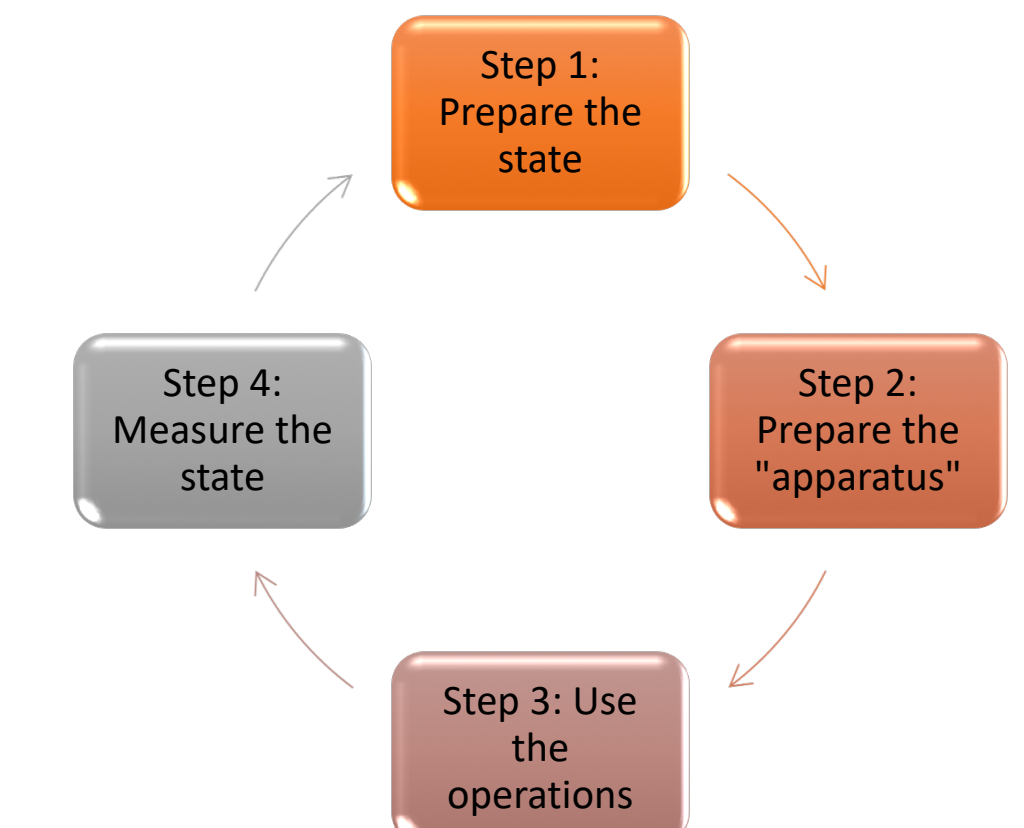 Step 1:
Prepare the
state
Step 2:
Prepare the
"apparatus"
Step 3: Use
the
operations
Step 4:
Measure the
state